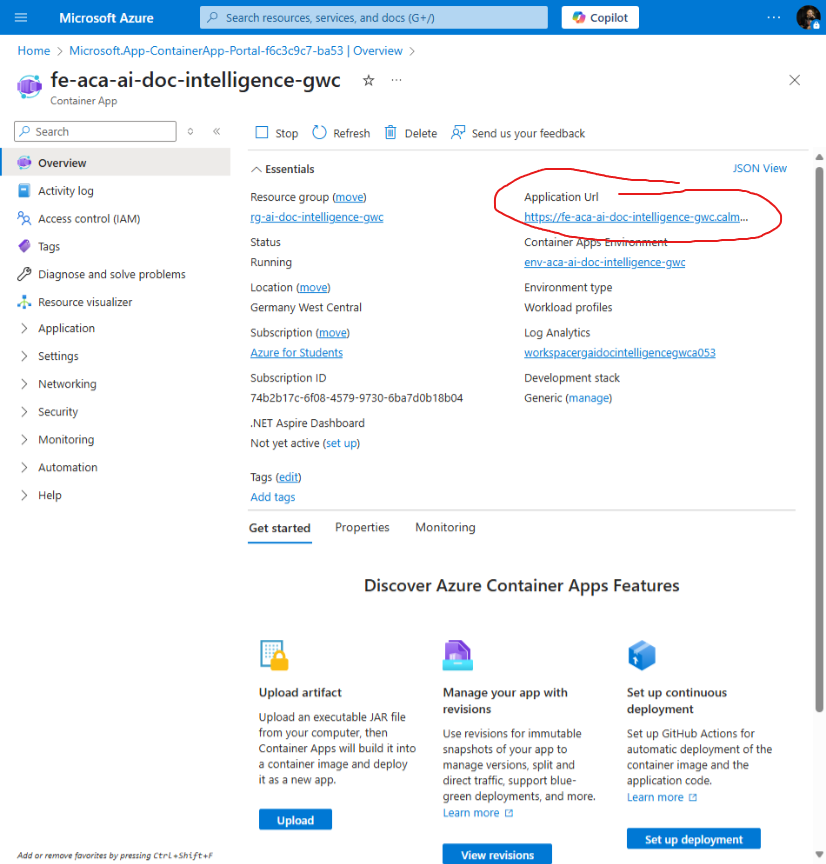 Microsoft Azure
Search resources, services, and docs (G+/)
Copilot
Home > Microsoft.App-ContainerApp-Portal-f6c3c9c7-ba53 | Overview >
fe-aca-ai-doc-intelligence-gwc
Container App
Search
Overview
Activity log
Access control (IAM)
Tags
Diagnose and solve problems
Resource visualizer
Application
Settings
Networking
Security
Monitoring
Automation
Help
Add or remove favorites by pressing Ctrl+Shift+F
Stop Refresh Delete Send us your feedback
Essentials
JSON View
Resource group (move)
rg-ai-doc-intelligence-gwc
Status
Running
Location (move)
Germany West Central
Subscription (move)
Azure for Students
Subscription ID
74b2b17c-6f08-4579-9730-6ba7d0b18b04
.NET Aspire Dashboard
Not yet active (set up)
Application Url
https://fe-aca-ai-doc-intelligence-gwc.calm...
Container Apps Environment
env-aca-ai-doc-intelligence-gwc
Environment type
Workload profiles
Log Analytics
workspacergaidocintelligencegwca053
Development stack
Generic (manage)
Tags (edit)
Add tags
Get started Properties Monitoring
Discover Azure Container Apps Features
Upload artifact
Upload an executable JAR file
from your computer, then
Container Apps will build it into
a container image and deploy
it as a new app.
Upload
Manage your app with
revisions
Use revisions for immutable
snapshots of your app to
manage versions, split and
direct traffic, support blue-
green deployments, and more.
Learn more
View revisions
Set up continuous
deployment
Set up GitHub Actions for
automatic deployment of the
container image and the
application code.
Learn more
Set up deployment